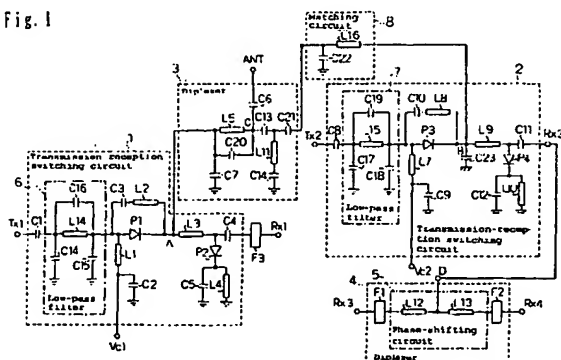 Fig. 1
Matching
circuit
8
L16
C22
ANT
3
Diplexer
C6
L5
C
C13
C21
C20
L11
C7
C14
7
2
C19
C10
L8
Tx2
C8
L15
P3
L9
C11
Rx2
L7
B
C23
P4
C17
C18
C9
C12
Low-pass
filter
Transmission-recep-
tion switching
circuit
Vc2
D
1
Transmission reception
switching circuit
6
C16
C3
L2
Tx1
C1
L14
P1
A
L3
C4
Rx1
L1
P2
F3
C14
C15
C2
C5
L4
Low-pass
filter
Vc1
4
5
F1
F2
Rx3
L12
L13
Rx4
Phase-shifting
circuit
Diplexer